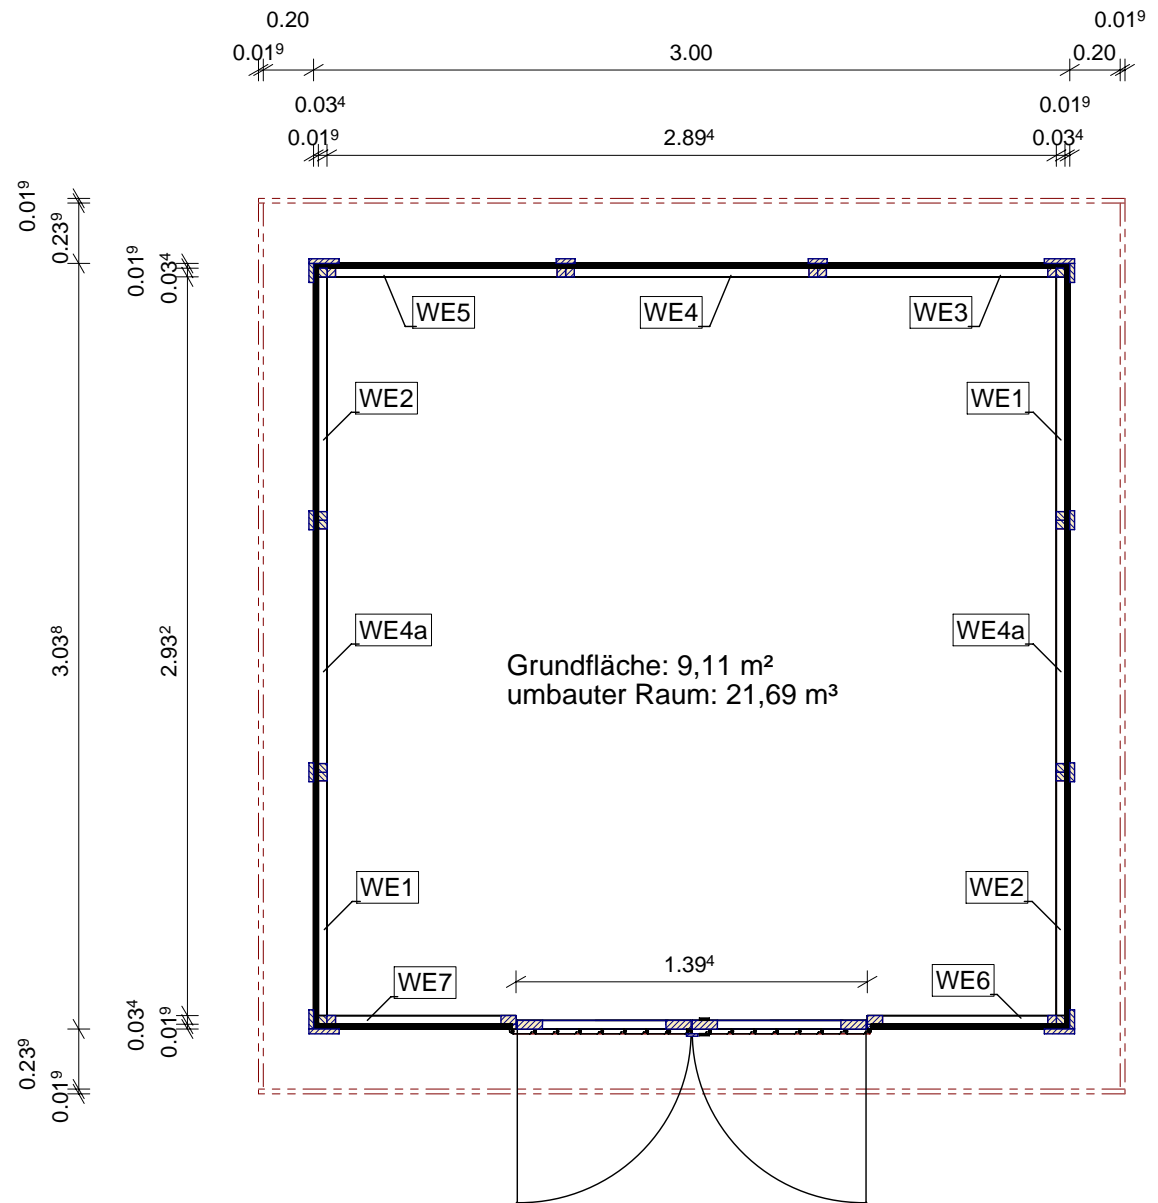 0.20
0.01⁹
0.01⁹
3.00
0.20
0.03⁴
0.01⁹
0.01⁹
2.89⁴
0.03⁴
0.01⁹
0.23⁹
0.01⁹
0.03⁴
WE5
WE4
WE3
WE2
WE1
3.03⁸
2.93²
WE4a
WE4a
Grundfläche: 9,11 m²
umbauter Raum: 21,69 m³
WE1
WE2
1.39⁴
WE7
WE6
0.03⁴
0.01⁹
0.23⁹
0.01⁹